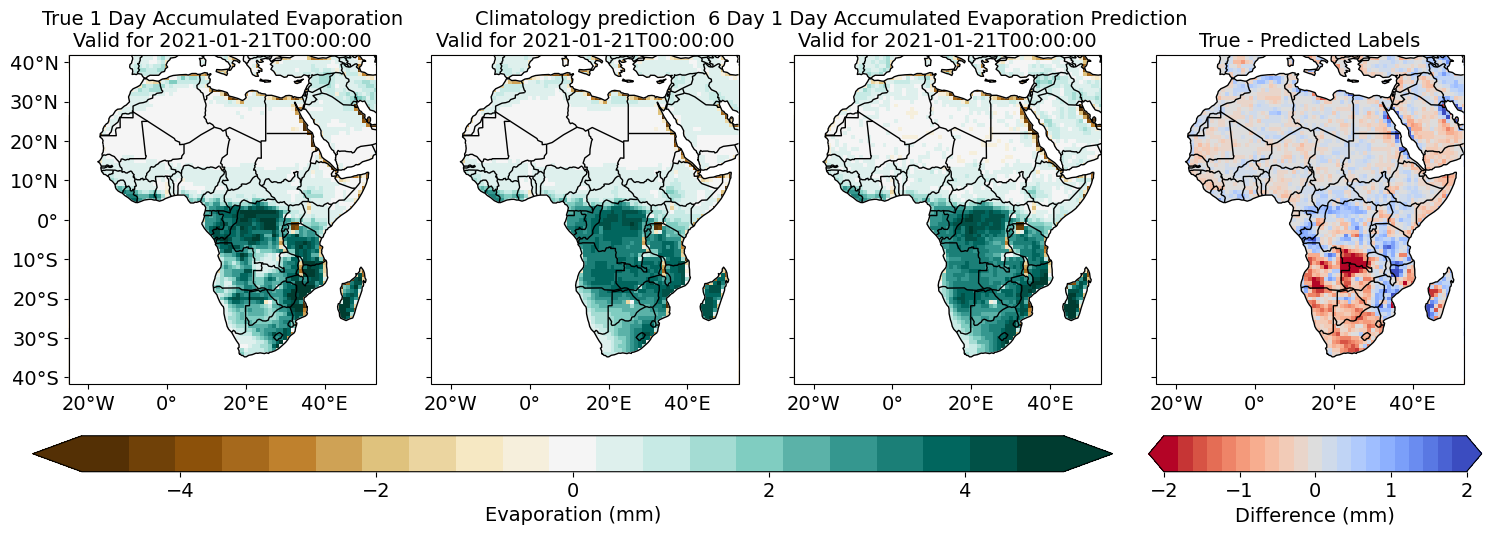 True 1 Day Accumulated Evaporation
Valid for 2021-01-21T00:00:00
Climatology prediction
Valid for 2021-01-21T00:00:00
6 Day 1 Day Accumulated Evaporation Prediction
Valid for 2021-01-21T00:00:00
True - Predicted Labels
40°N
30°N
20°N
10°N
0°
10°S
20°S
30°S
40°S
20°W 0° 20°E 40°E
20°W 0° 20°E 40°E
20°W 0° 20°E 40°E
20°W 0° 20°E 40°E
−4 −2 0 2 4
Evaporation (mm)
−2 −1 0 1 2
Difference (mm)